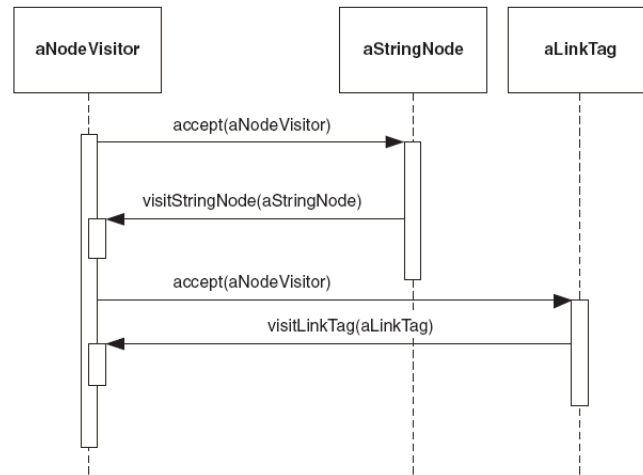 aNodeVisitor
aStringNode
aLinkTag
accept(aNodeVisitor)
visitStringNode(aStringNode)
accept(aNodeVisitor)
visitLinkTag(aLinkTag)